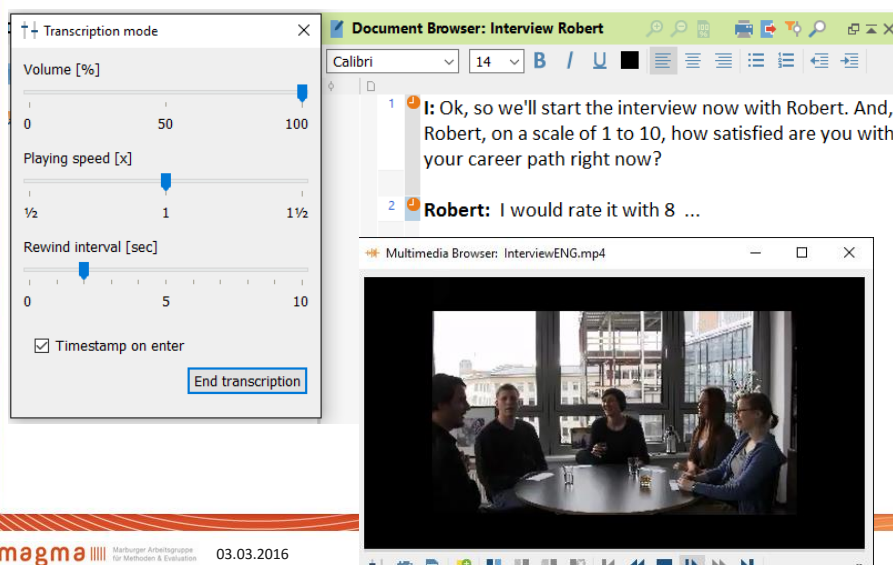 Transcription mode
Volume [%]
0 50 100
Playing speed [x]
½ 1 1½
Rewind interval [sec]
0 5 10
Timestamp on enter
End transcription
Document Browser: Interview Robert
Calibri 14 B I U
1 I: Ok, so we'll start the interview now with Robert. And,
Robert, on a scale of 1 to 10, how satisfied are you with
your career path right now?
2 Robert: I would rate it with 8 ...
Multimedia Browser: InterviewENG.mp4
magma Marburger Arbeitsgruppe
für Methoden & Evaluation
03.03.2016